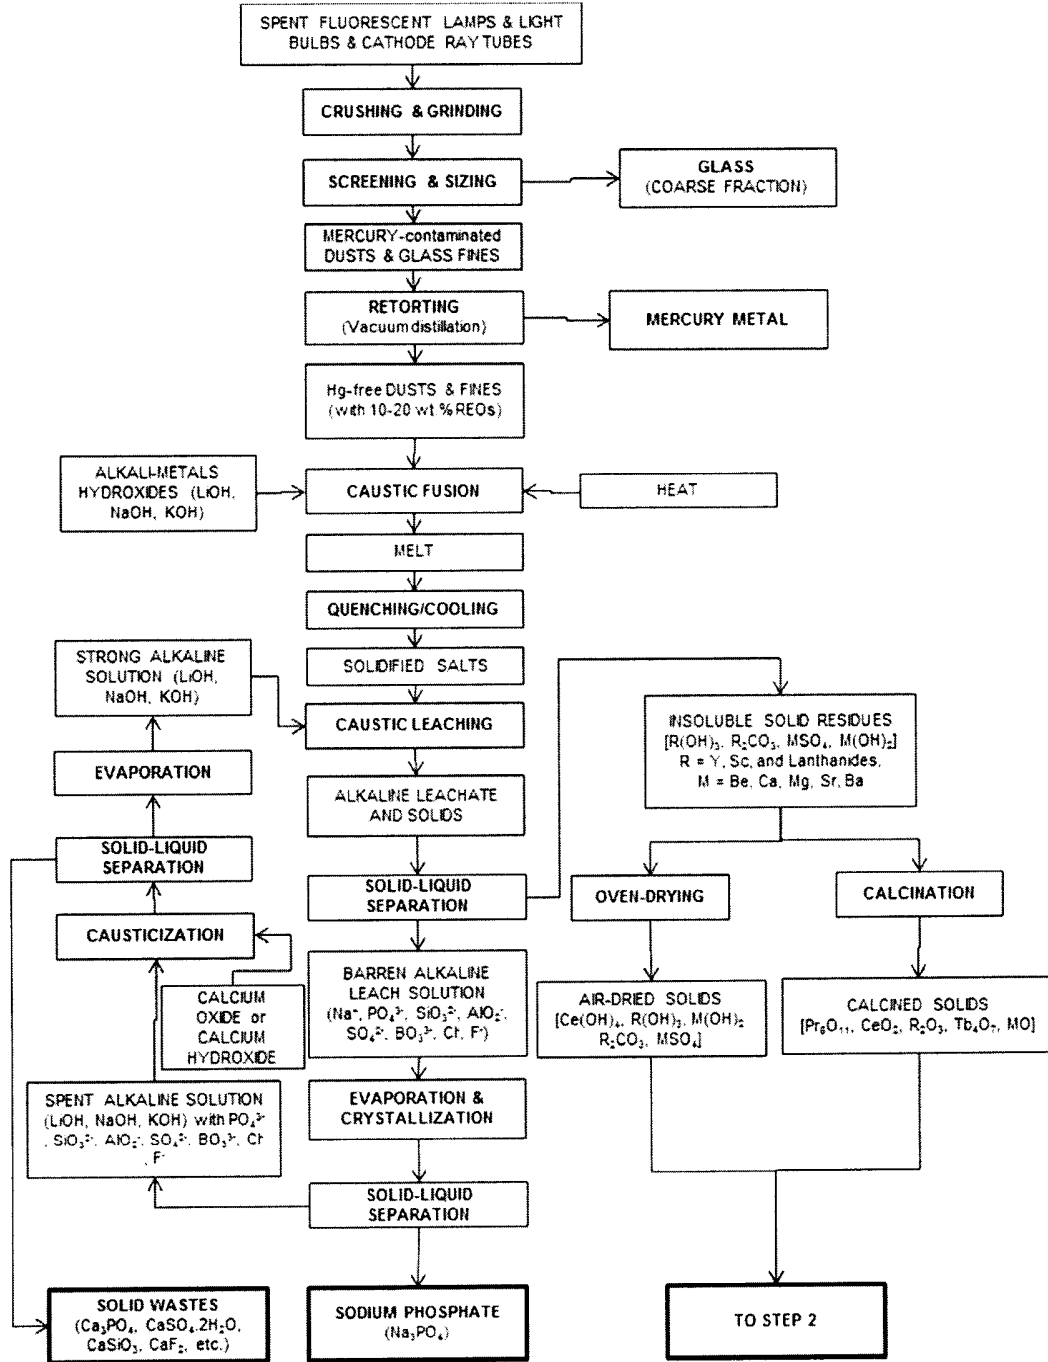 SPENT FLUORESCENT LAMPS & LIGHT
BULBS & CATHODE RAY TUBES
CRUSHING & GRINDING
SCREENING & SIZING
GLASS
(COARSE FRACTION)
MERCURY-contaminated
DUSTS & GLASS FINES
RETORTING
(Vacuum distillation)
MERCURY METAL
Hg-free DUSTS & FINES
(with 10-20 wt.% REOs)
ALKALI-METALS
HYDROXIDES (LiOH,
NaOH, KOH)
CAUSTIC FUSION
HEAT
MELT
QUENCHING/COOLING
STRONG ALKALINE
SOLUTION (LiOH,
NaOH, KOH)
SOLIDIFIED SALTS
CAUSTIC LEACHING
INSOLUBLE SOLID RESIDUES
[R(OH)₃, R₂CO₃, MSO₄, M(OH)₂]
R = Y, Sc, and Lanthanides,
M = Be, Ca, Mg, Sr, Ba
EVAPORATION
ALKALINE LEACHATE
AND SOLIDS
SOLID-LIQUID
SEPARATION
SOLID-LIQUID
SEPARATION
OVEN-DRYING
CALCINATION
CAUSTICIZATION
CALCIUM
OXIDE or
CALCIUM
HYDROXIDE
BARREN ALKALINE
LEACH SOLUTION
(Na⁺, PO₄³⁻, SiO₃²⁻, AlO₂⁻,
SO₄²⁻, BO₃³⁻, Cl⁻, F⁻)
AIR-DRIED SOLIDS
[Ce(OH)₄, R(OH)₃, M(OH)₂
R₂CO₃, MSO₄]
CALCINED SOLIDS
[Pr₆O₁₁, CeO₂, R₂O₃, Tb₄O₇, MO]
SPENT ALKALINE SOLUTION
(LiOH, NaOH, KOH) with PO₄³⁻
, SiO₃²⁻, AlO₂⁻, SO₄²⁻, BO₃³⁻, Cl⁻
, F⁻
EVAPORATION &
CRYSTALLIZATION
SOLID-LIQUID
SEPARATION
SOLID WASTES
(Ca₃PO₄, CaSO₄.2H₂O,
CaSiO₃, CaF₂, etc.)
SODIUM PHOSPHATE
(Na₃PO₄)
TO STEP 2